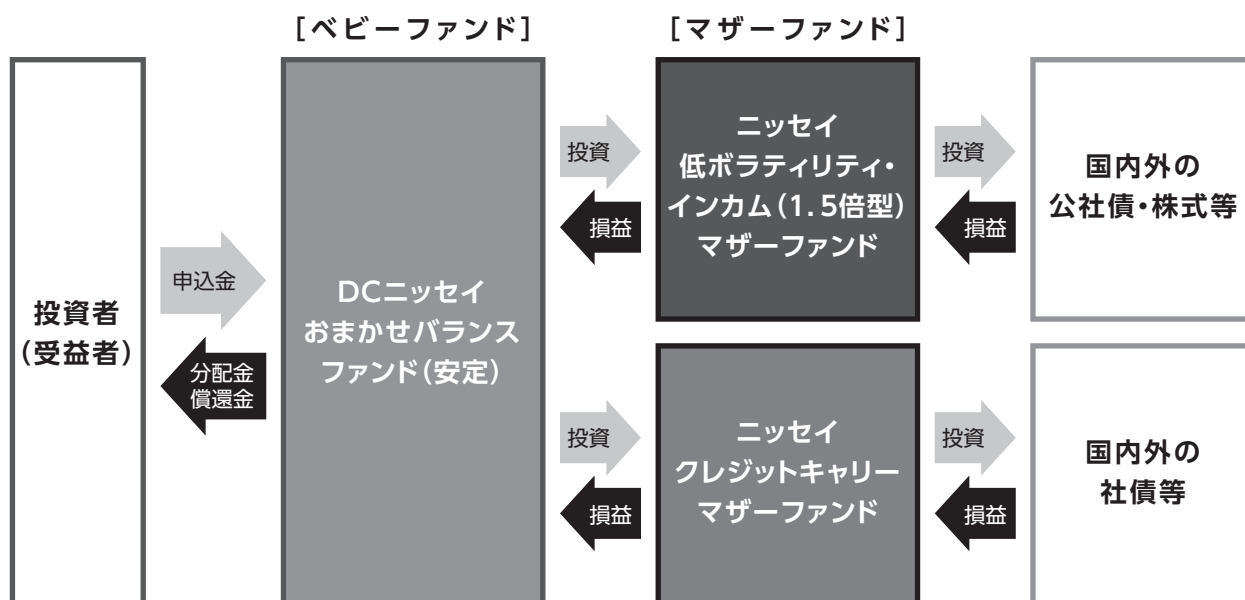 [ベビーファンド]
[マザーファンド]
投資者
(受益者)
申込金
分配金
償還金
DCニッセイ
おまかせバランス
ファンド(安定)
投資
損益
ニッセイ
低ボラティリティ・
インカム(1.5倍型)
マザーファンド
投資
損益
国内外の
公社債・株式等
投資
損益
ニッセイ
クレジットキャリー
マザーファンド
投資
損益
国内外の
社債等